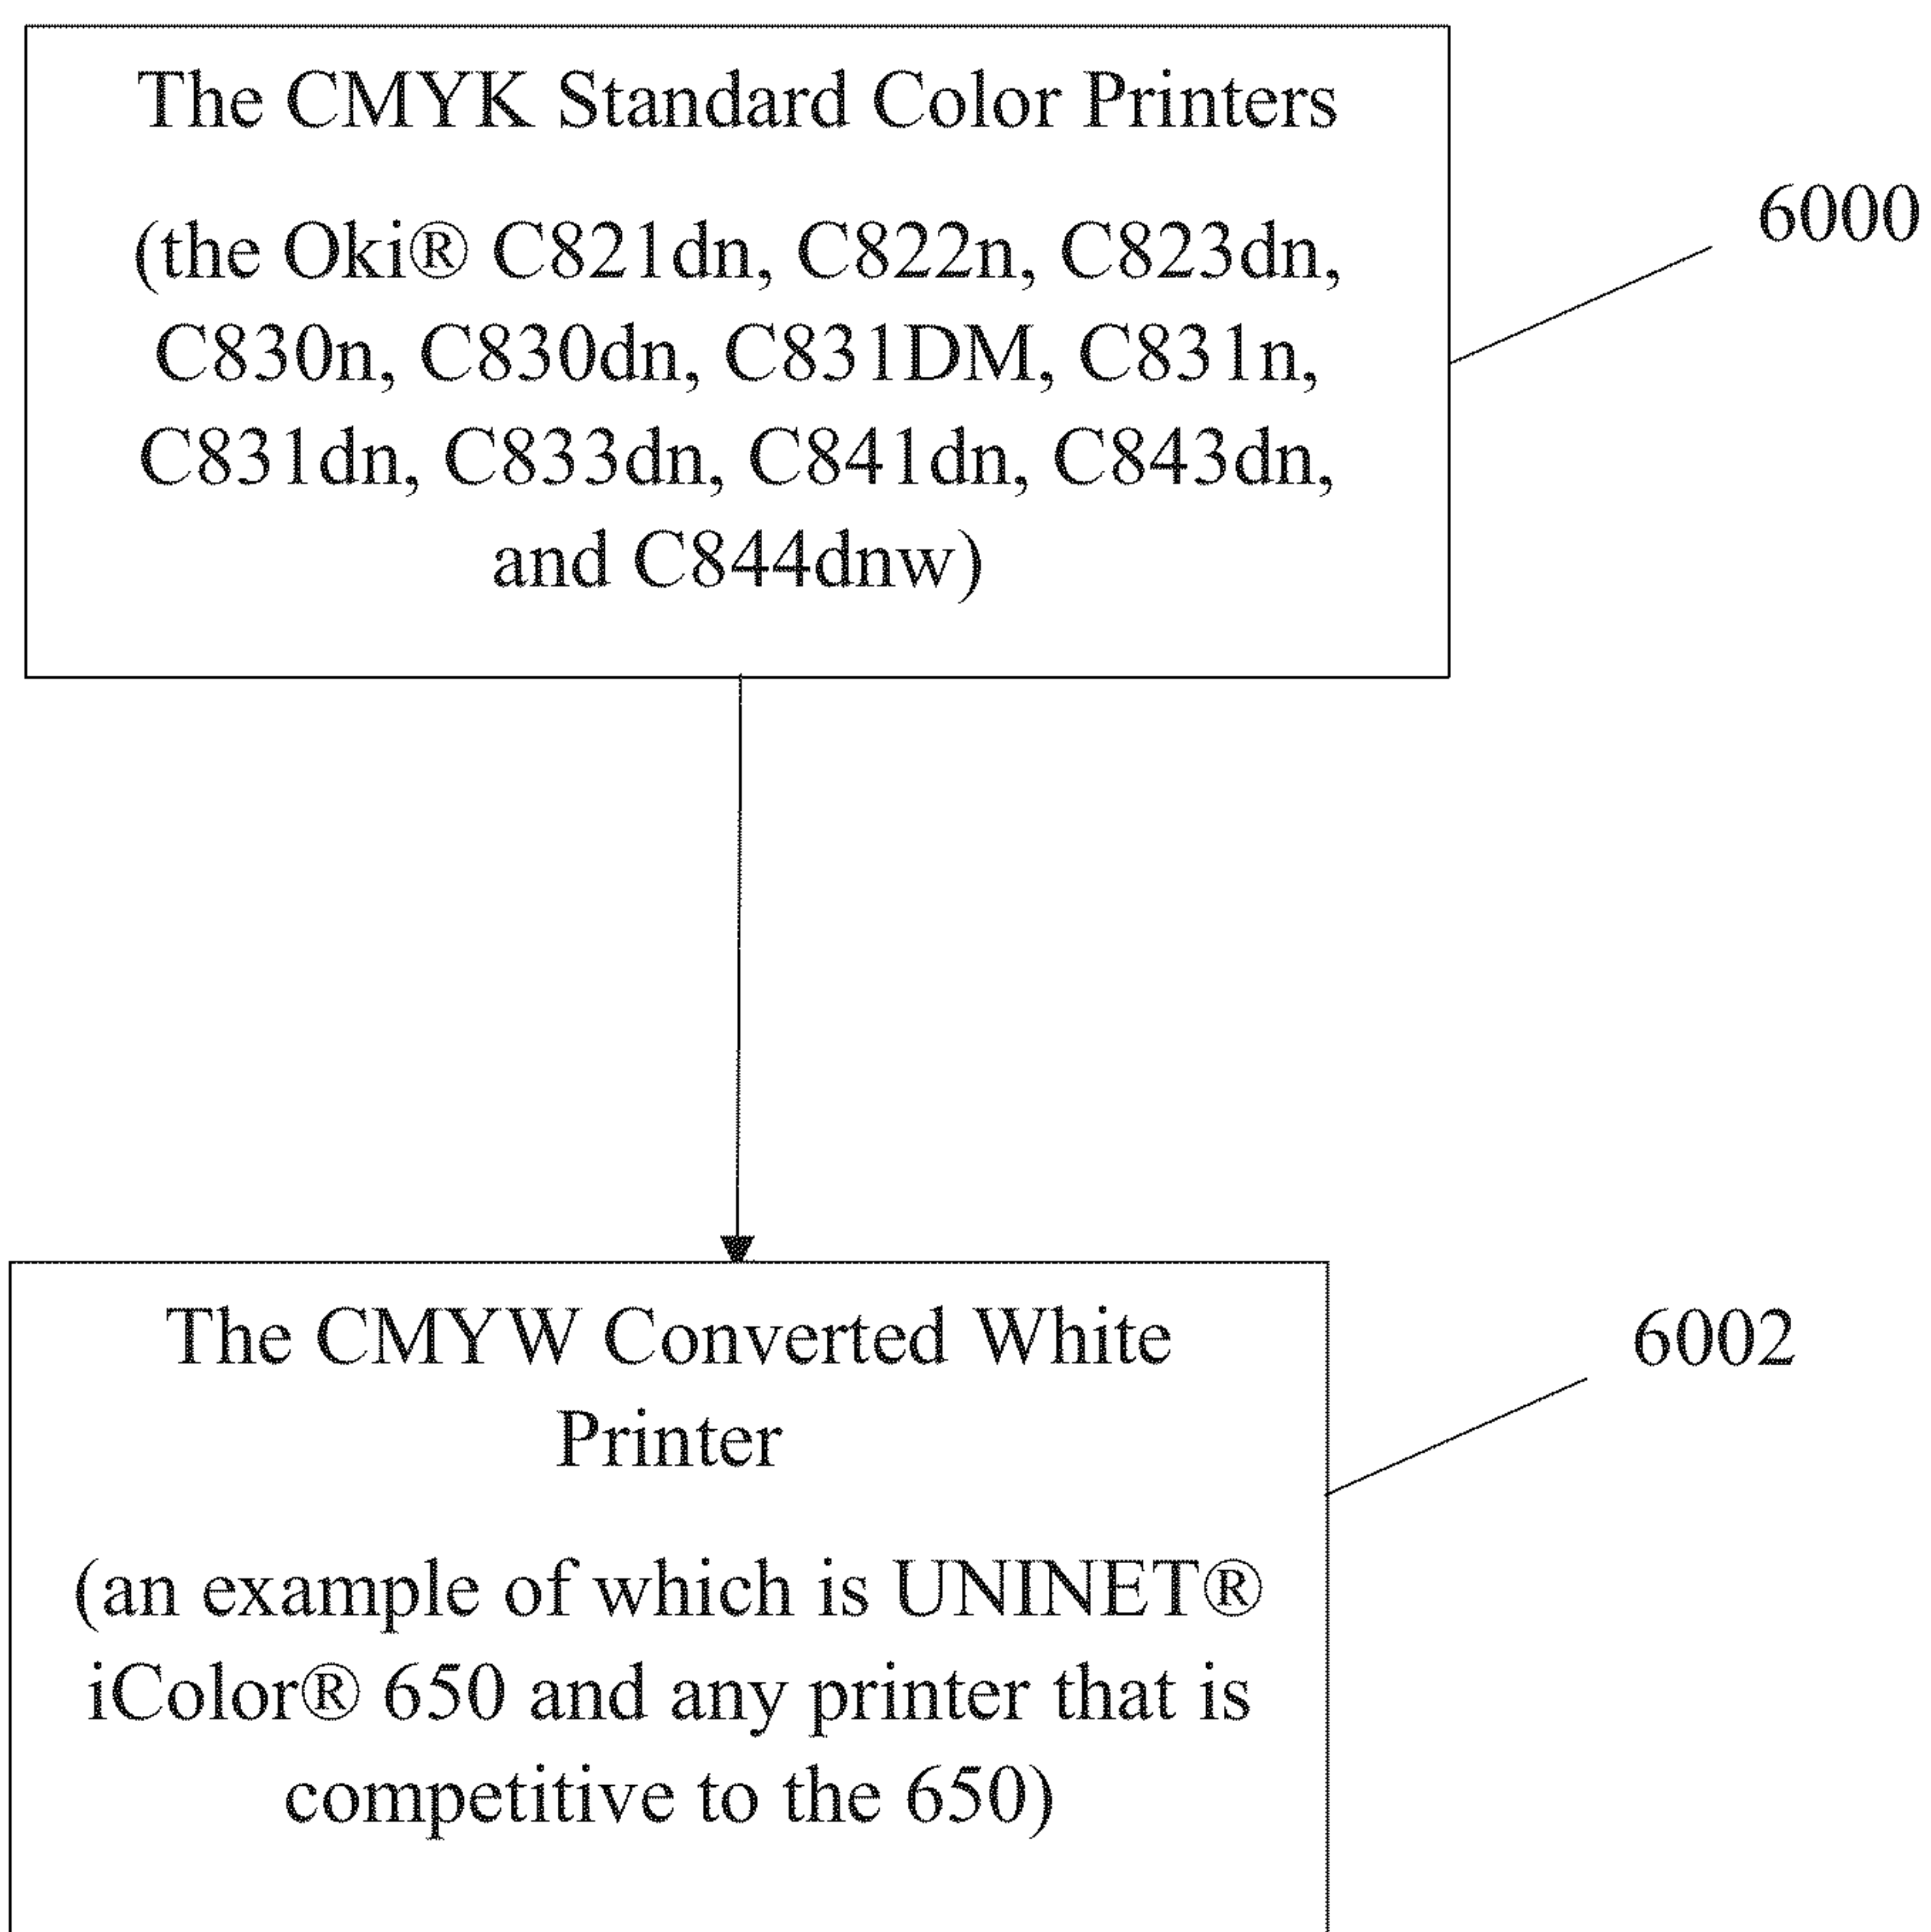 The CMYK Standard Color Printers
(the Oki® C821dn, C822n, C823dn,
C830n, C830dn, C831DM, C831n,
C831dn, C833dn, C841dn, C843dn,
and C844dnw)
6000
The CMYW Converted White
Printer
(an example of which is UNINET®
iColor® 650 and any printer that is
competitive to the 650)
6002